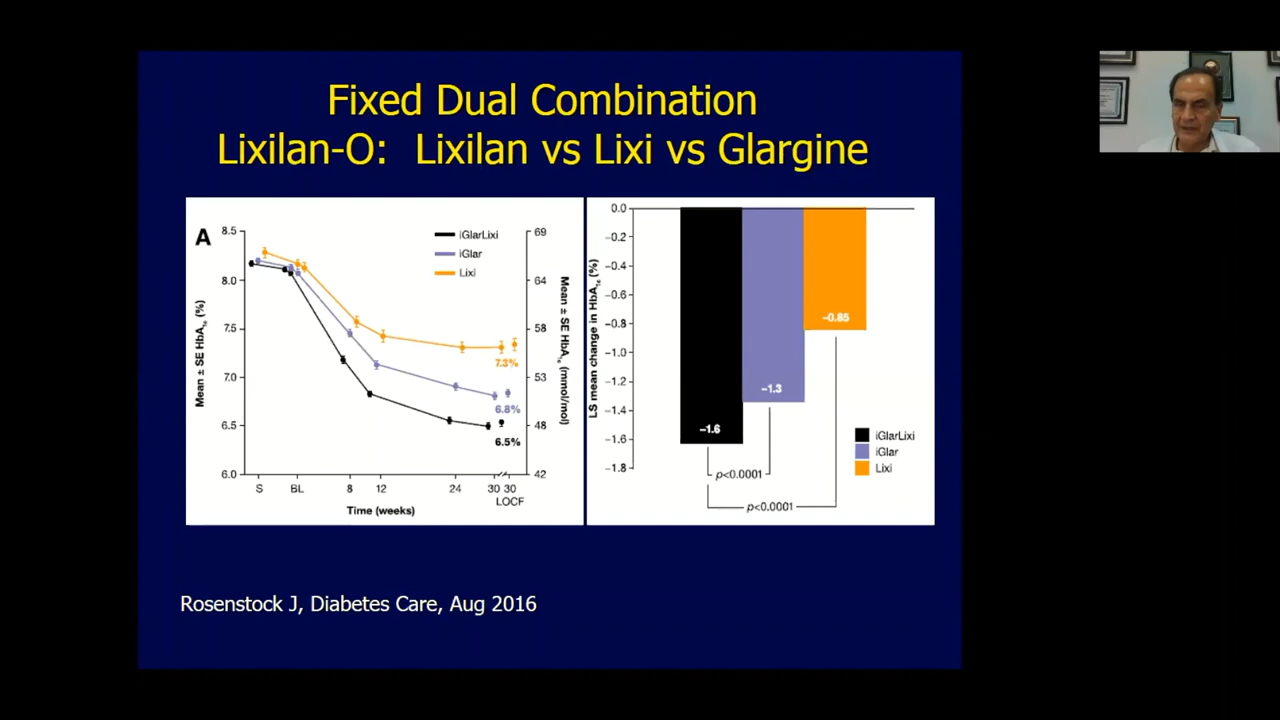 Fixed Dual Combination
Lixilan-O: Lixilan vs Lixi vs Glargine
A
Mean ± SE HbA1c (%)
8.5
8.0
7.5
7.0
6.5
6.0
iGlarLixi
iGlar
Lixi
7.3%
6.8%
6.5%
69
64
58
53
48
42
Mean ± SE HbA1c (mmol/mol)
S BL 8 12 24 30 30
LOCF
Time (weeks)
LS mean change in HbA1c (%)
0.0
−0.2
−0.4
−0.6
−0.8
−1.0
−1.2
−1.4
−1.6
−1.8
−1.6
−1.3
−0.85
iGlarLixi
iGlar
Lixi
p<0.0001
p<0.0001
Rosenstock J, Diabetes Care, Aug 2016